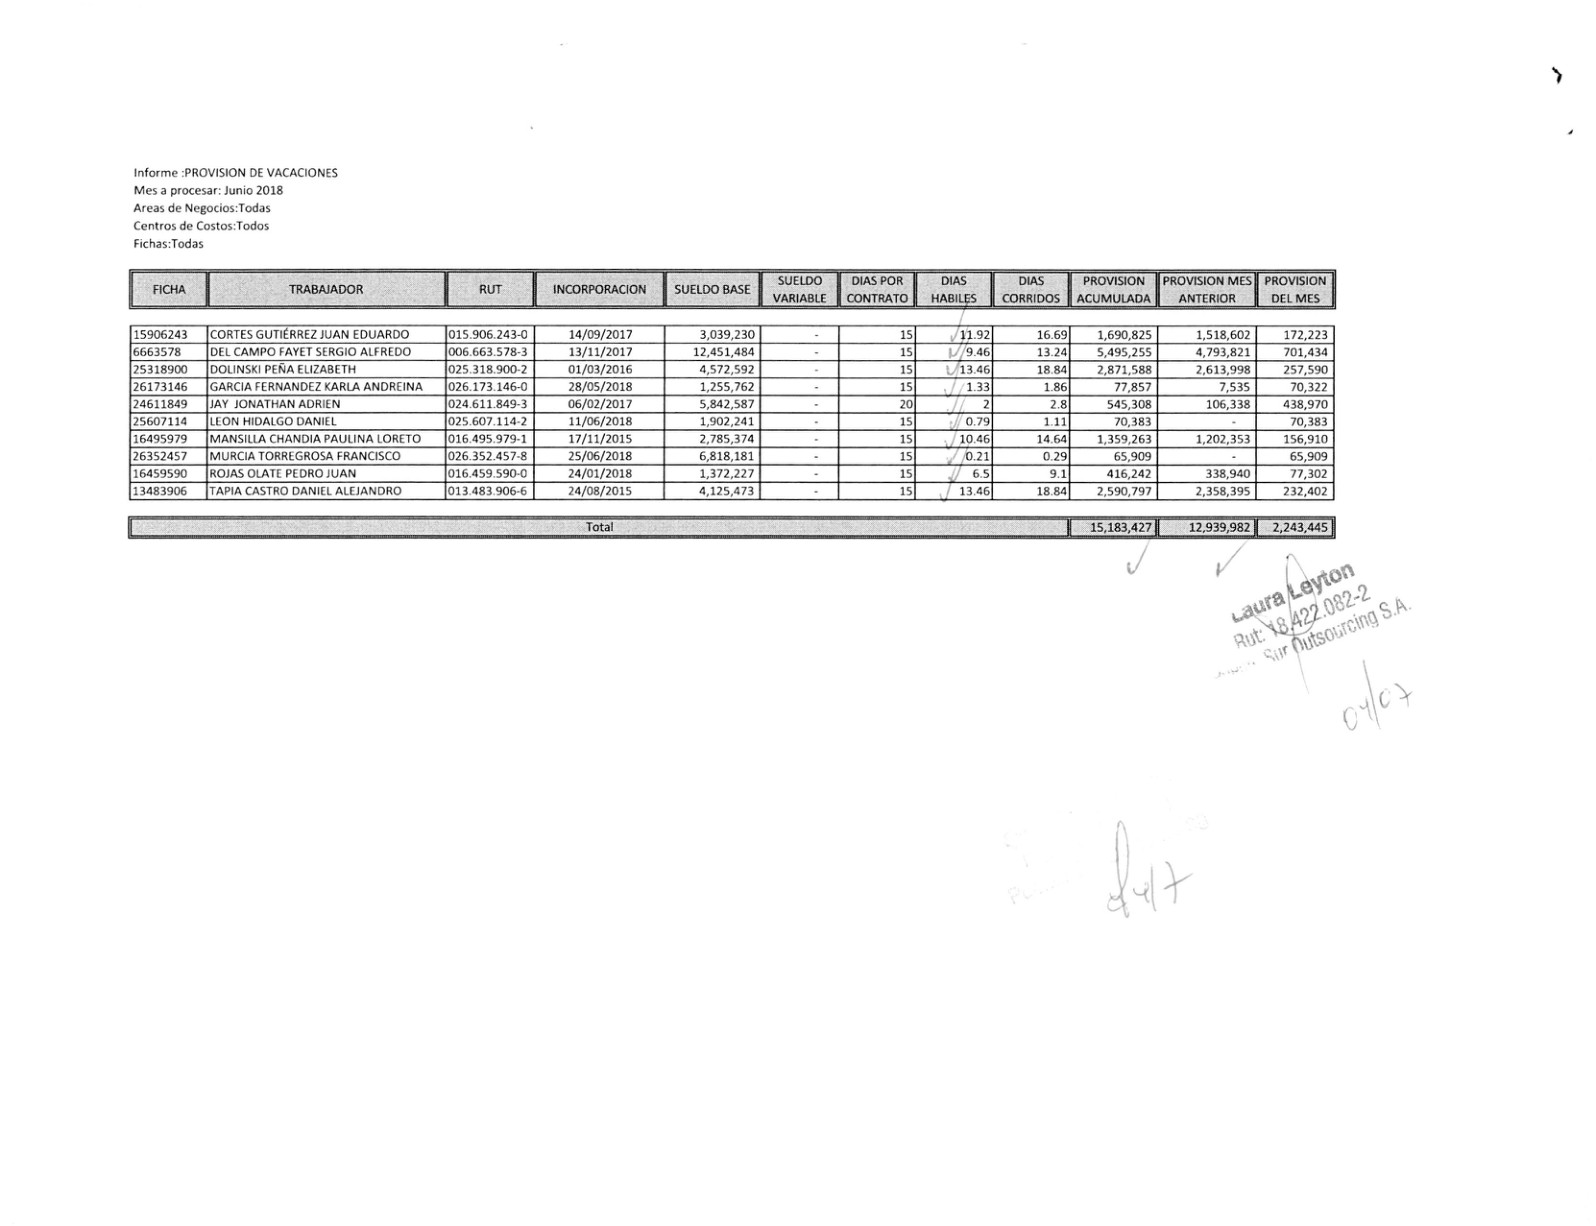 Informe :PROVISION DE VACACIONES
Mes a procesar: Junio 2018
Areas de Negocios:Todas
Centros de Costos:Todos
Fichas:Todas
FICHA TRABAJADOR RUT INCORPORACION SUELDO BASE SUELDO VARIABLE DIAS POR CONTRATO DIAS HABILES DIAS CORRIDOS PROVISION ACUMULADA PROVISION MES ANTERIOR PROVISION DEL MES
15906243 CORTES GUTIÉRREZ JUAN EDUARDO 015.906.243-0 14/09/2017 3,039,230 - 15 11.92 16.69 1,690,825 1,518,602 172,223
6663578 DEL CAMPO FAYET SERGIO ALFREDO 006.663.578-3 13/11/2017 12,451,484 - 15 9.46 13.24 5,495,255 4,793,821 701,434
25318900 DOLINSKI PEÑA ELIZABETH 025.318.900-2 01/03/2016 4,572,592 - 15 13.46 18.84 2,871,588 2,613,998 257,590
26173146 GARCIA FERNANDEZ KARLA ANDREINA 026.173.146-0 28/05/2018 1,255,762 - 15 1.33 1.86 77,857 7,535 70,322
24611849 JAY JONATHAN ADRIEN 024.611.849-3 06/02/2017 5,842,587 - 20 2 2.8 545,308 106,338 438,970
25607114 LEON HIDALGO DANIEL 025.607.114-2 11/06/2018 1,902,241 - 15 0.79 1.11 70,383 - 70,383
16495979 MANSILLA CHANDIA PAULINA LORETO 016.495.979-1 17/11/2015 2,785,374 - 15 10.46 14.64 1,359,263 1,202,353 156,910
26352457 MURCIA TORREGROSA FRANCISCO 026.352.457-8 25/06/2018 6,818,181 - 15 0.21 0.29 65,909 - 65,909
16459590 ROJAS OLATE PEDRO JUAN 016.459.590-0 24/01/2018 1,372,227 - 15 6.5 9.1 416,242 338,940 77,302
13483906 TAPIA CASTRO DANIEL ALEJANDRO 013.483.906-6 24/08/2015 4,125,473 - 15 13.46 18.84 2,590,797 2,358,395 232,402
Total 15,183,427 12,939,982 2,243,445
Laura Leyton
Rut: 18.422.082-2
Sur Outsourcing S.A.
04/07
4/7